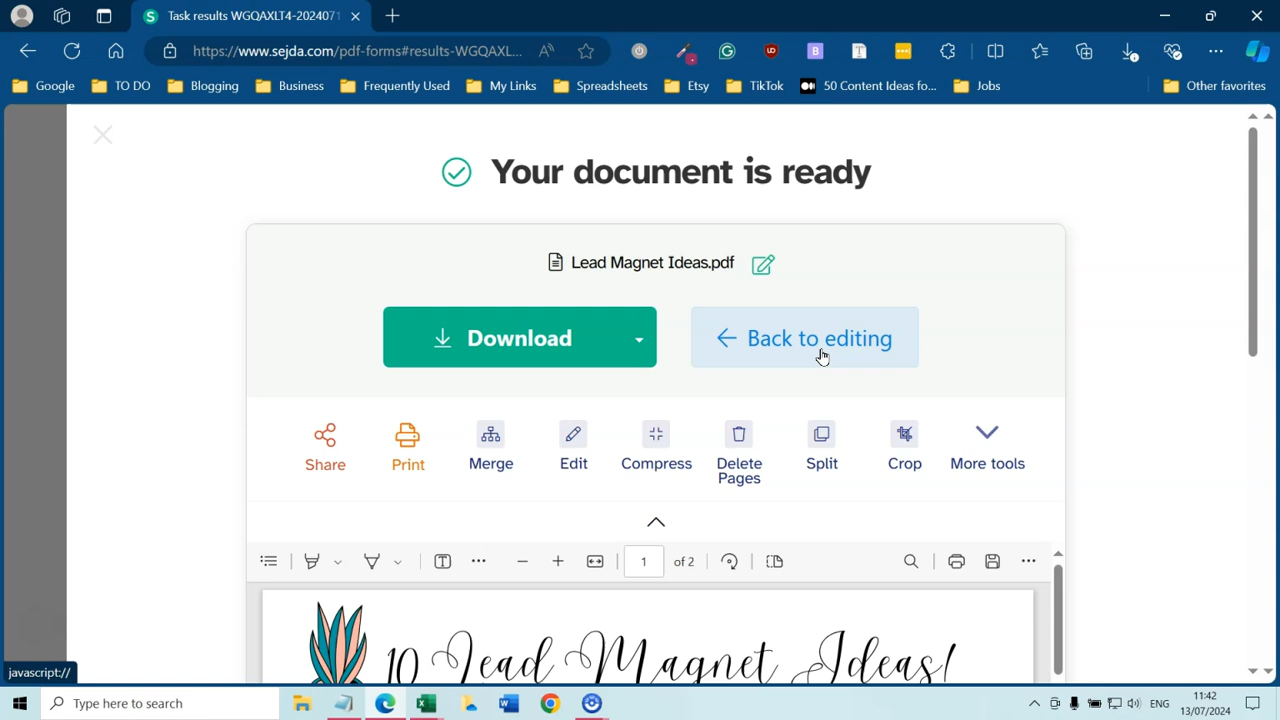 Task results WGQAXLT4-2024071
https://www.sejda.com/pdf-forms#results-WGQAXL...
Google
TO DO
Blogging
Business
Frequently Used
My Links
Spreadsheets
Etsy
TikTok
50 Content Ideas fo...
Jobs
Other favorites
Your document is ready
Lead Magnet Ideas.pdf
Download
Back to editing
Share
Print
Merge
Edit
Compress
Delete Pages
Split
Crop
More tools
1 of 2
10 Lead Magnet Ideas!
javascript://
Type here to search
ENG
11:42
13/07/2024